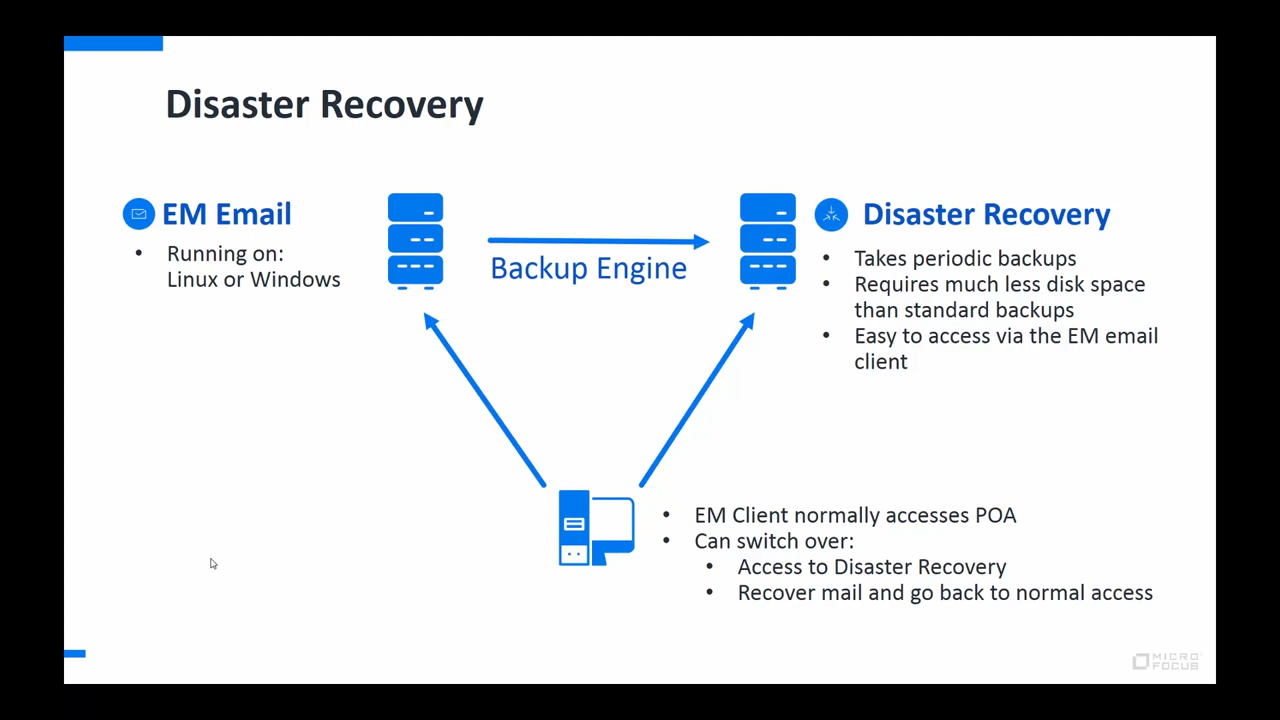 Disaster Recovery
EM Email
• Running on:
Linux or Windows
Backup Engine
Disaster Recovery
• Takes periodic backups
• Requires much less disk space
than standard backups
• Easy to access via the EM email
client
• EM Client normally accesses POA
• Can switch over:
• Access to Disaster Recovery
• Recover mail and go back to normal access
MICRO
FOCUS